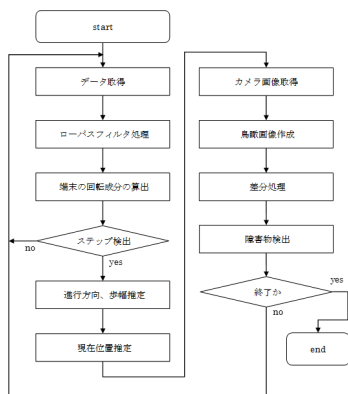 start
データ取得
ローパスフィルタ処理
端末の回転成分の算出
ステップ検出
no
yes
進行方向、歩幅推定
現在位置推定
カメラ画像取得
鳥瞰画像作成
差分処理
障害物検出
終了か
yes
no
end